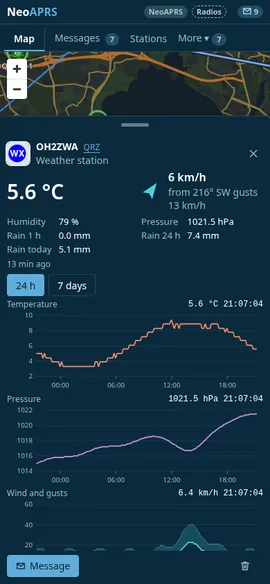 NeoAPRS
NeoAPRS Radios 9
Map Messages 7 Stations More ▾ 7
+
−
WX OH2ZWA QRZ
Weather station
5.6 °C
6 km/h
from 216° SW gusts
13 km/h
Humidity 79 % Pressure 1021.5 hPa
Rain 1 h 0.0 mm Rain 24 h 7.4 mm
Rain today 5.1 mm
13 min ago
24 h 7 days
Temperature 5.6 °C 21:07:04
10
8
6
4
2
00:00 06:00 12:00 18:00
Pressure 1021.5 hPa 21:07:04
1022
1020
1018
1016
1014
00:00 06:00 12:00 18:00
Wind and gusts 6.4 km/h 21:07:04
60
40
20
Message